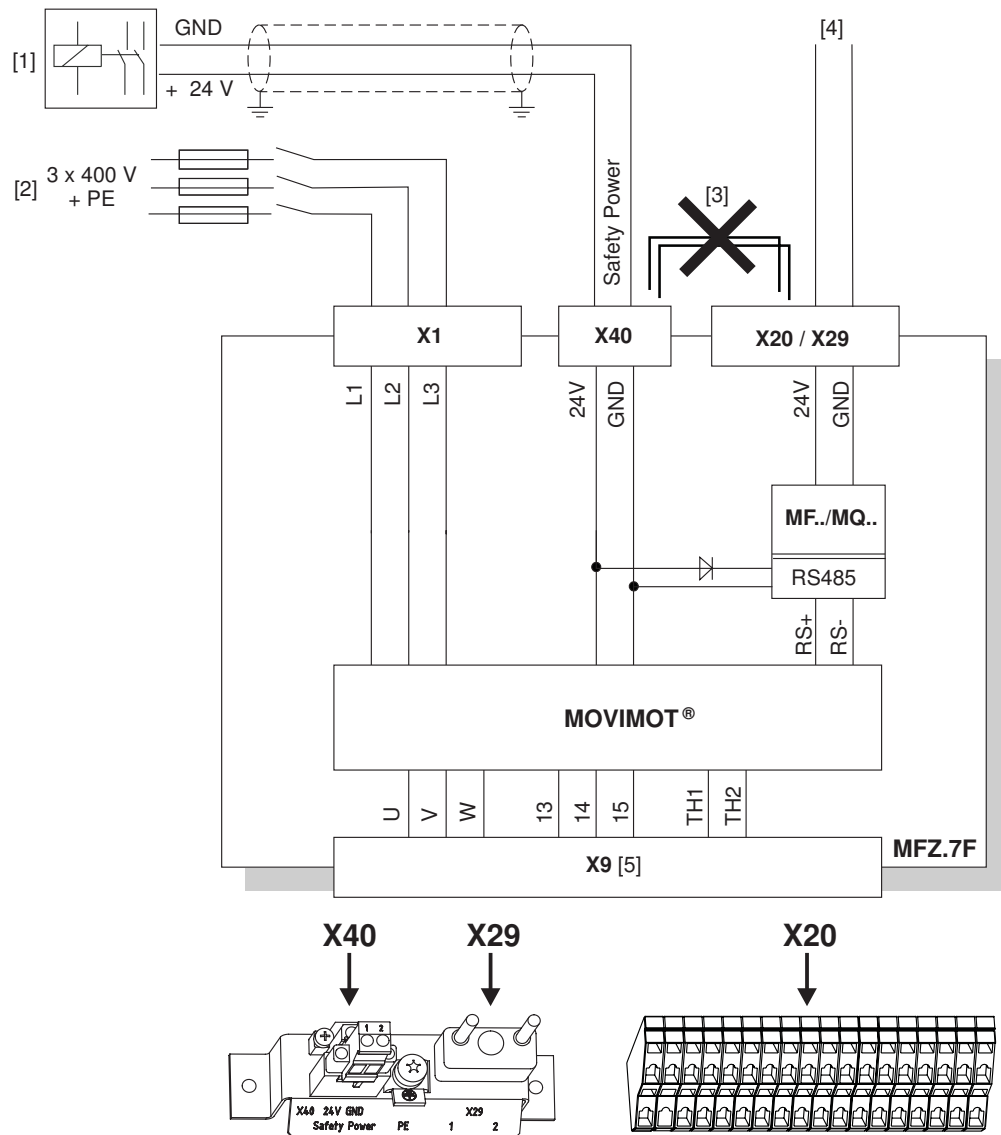 GND
[4]
[1]
+ 24 V
[2]
3 x 400 V
+ PE
Safety Power
[3]
X1
X40
X20 / X29
L1
L2
L3
24V
GND
24V
GND
MF../MQ..
RS485
RS+
RS-
MOVIMOT®
U
V
W
13
14
15
TH1
TH2
MFZ.7F
X9 [5]
X40
X29
X20
1 2
X40 24V GND
X29
Safety Power
PE
1
2